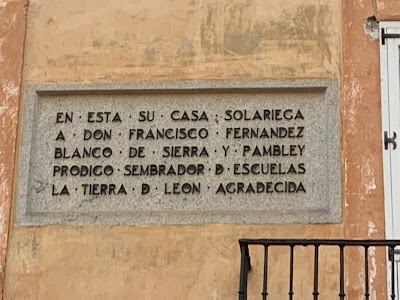 EN · ESTA · SU · CASA · SOLARIEGA
A · DON · FRANCISCO · FERNANDEZ
BLANCO · DE · SIERRA · Y · PAMBLEY
PRODIGO · SEMBRADOR · D · ESCUELAS
LA · TIERRA · D · LEON · AGRADECIDA